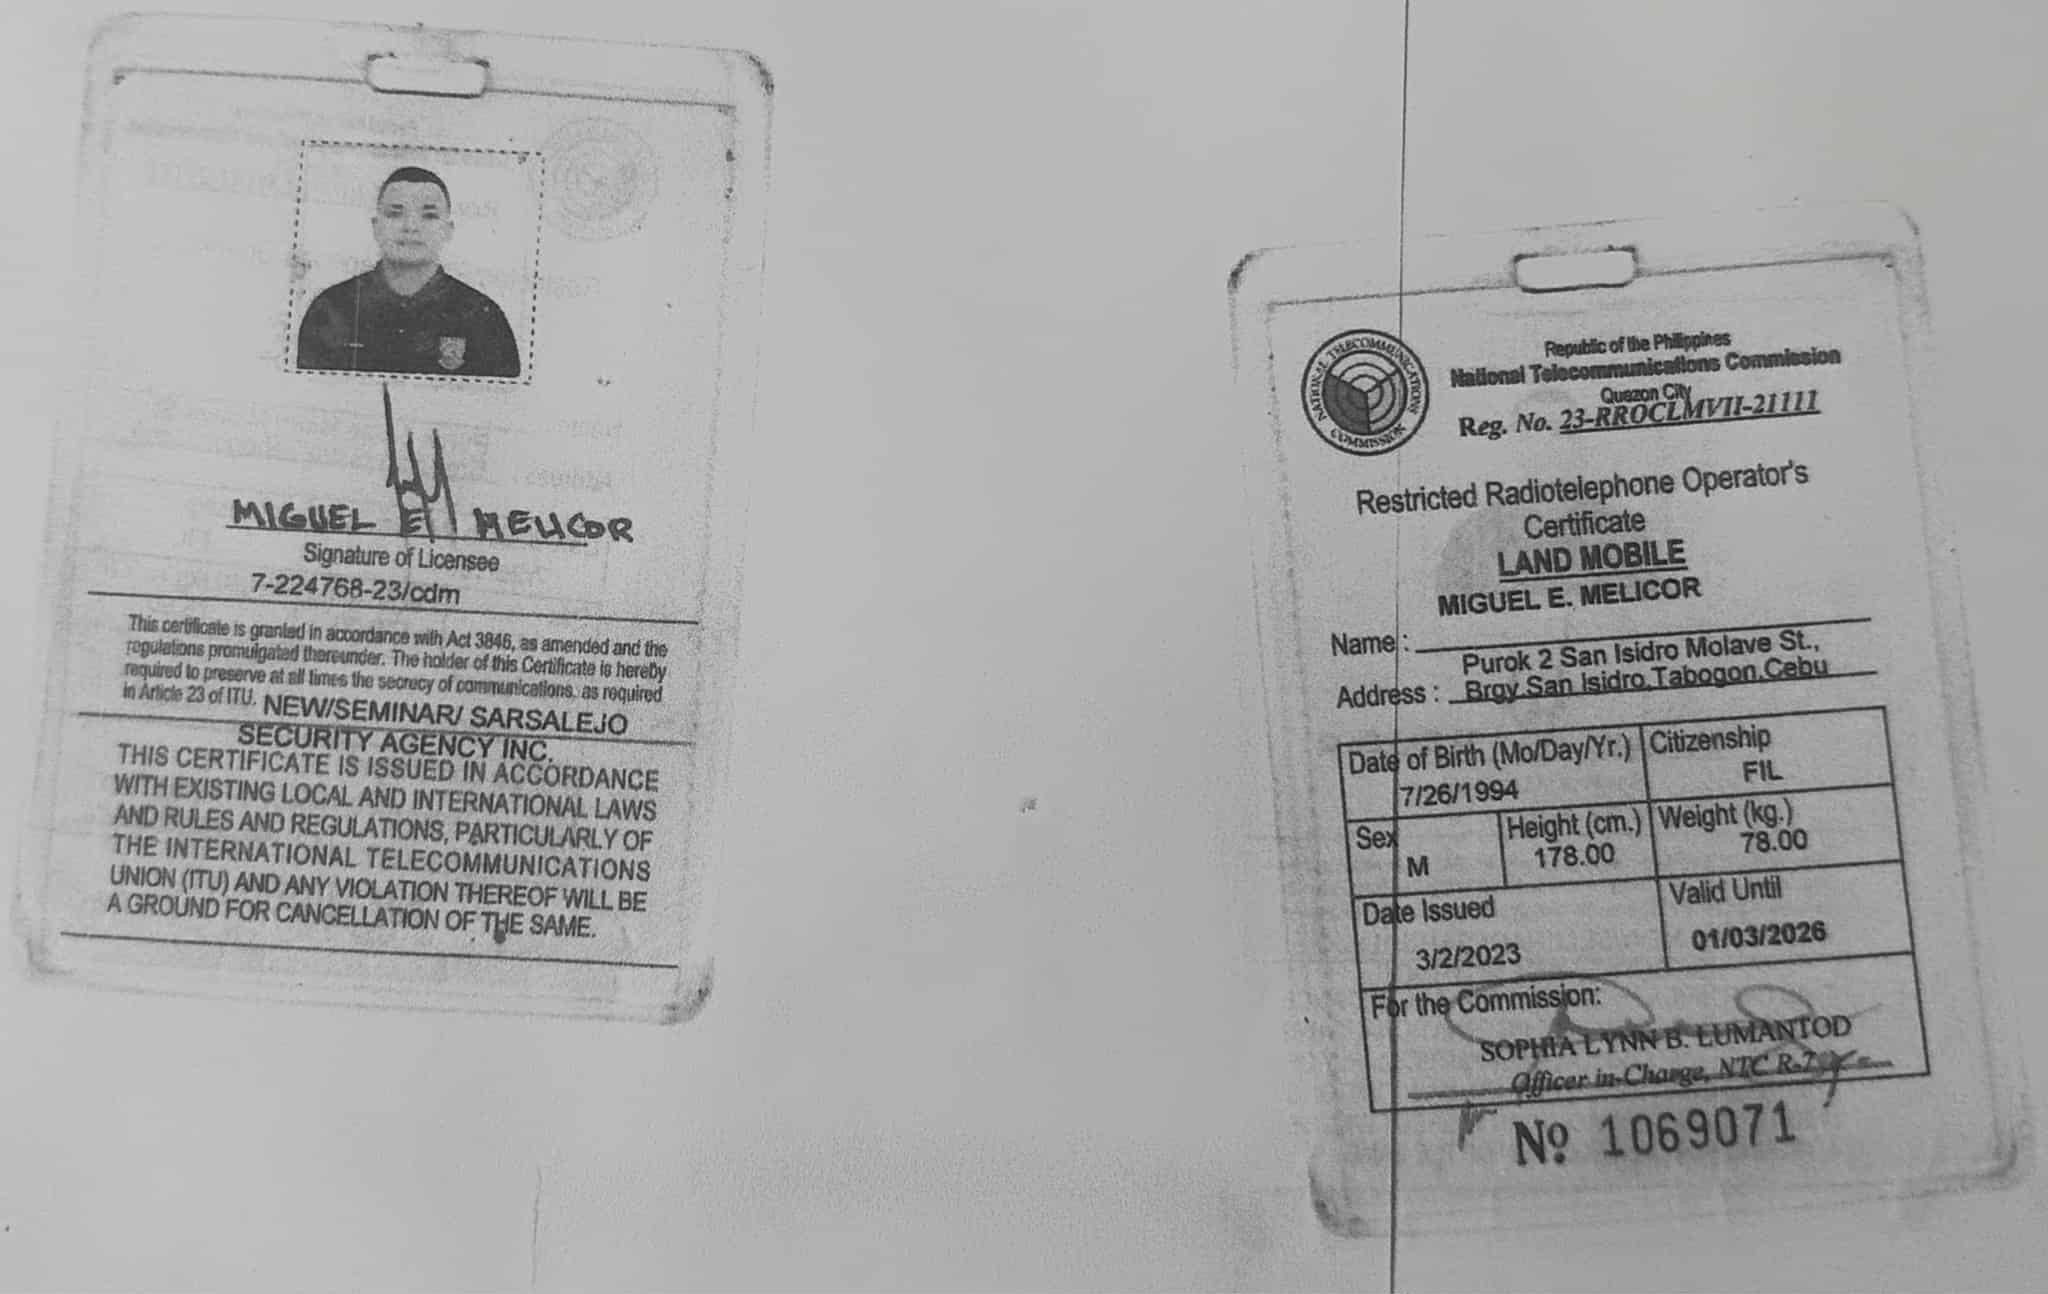 MIGUEL E. MELICOR
Signature of Licensee
7-224768-23/cdm
This certificate is granted in accordance with Act 3846, as amended and the
regulations promulgated thereunder. The holder of this Certificate is hereby
required to preserve at all times the secrecy of communications, as required
in Article 23 of ITU. NEW/SEMINAR/ SARSALEJO
SECURITY AGENCY INC.
THIS CERTIFICATE IS ISSUED IN ACCORDANCE
WITH EXISTING LOCAL AND INTERNATIONAL LAWS
AND RULES AND REGULATIONS, PARTICULARLY OF
THE INTERNATIONAL TELECOMMUNICATIONS
UNION (ITU) AND ANY VIOLATION THEREOF WILL BE
A GROUND FOR CANCELLATION OF THE SAME.
NATIONAL TELECOMMUNICATIONS COMMISSION
Republic of the Philippines
National Telecommunications Commission
Quezon City
Reg. No. 23-RROCLMVII-21111
Restricted Radiotelephone Operator's
Certificate
LAND MOBILE
MIGUEL E. MELICOR
Name :
Purok 2 San Isidro Molave St.,
Address : Brgy San Isidro,Tabogon,Cebu
Date of Birth (Mo/Day/Yr.) Citizenship
7/26/1994 FIL
Sex Height (cm.) Weight (kg.)
M 178.00 78.00
Date Issued Valid Until
3/2/2023 01/03/2026
For the Commission:
SOPHIA LYNN B. LUMANTOD
Officer in-Charge, NTC R-7
Nº 1069071